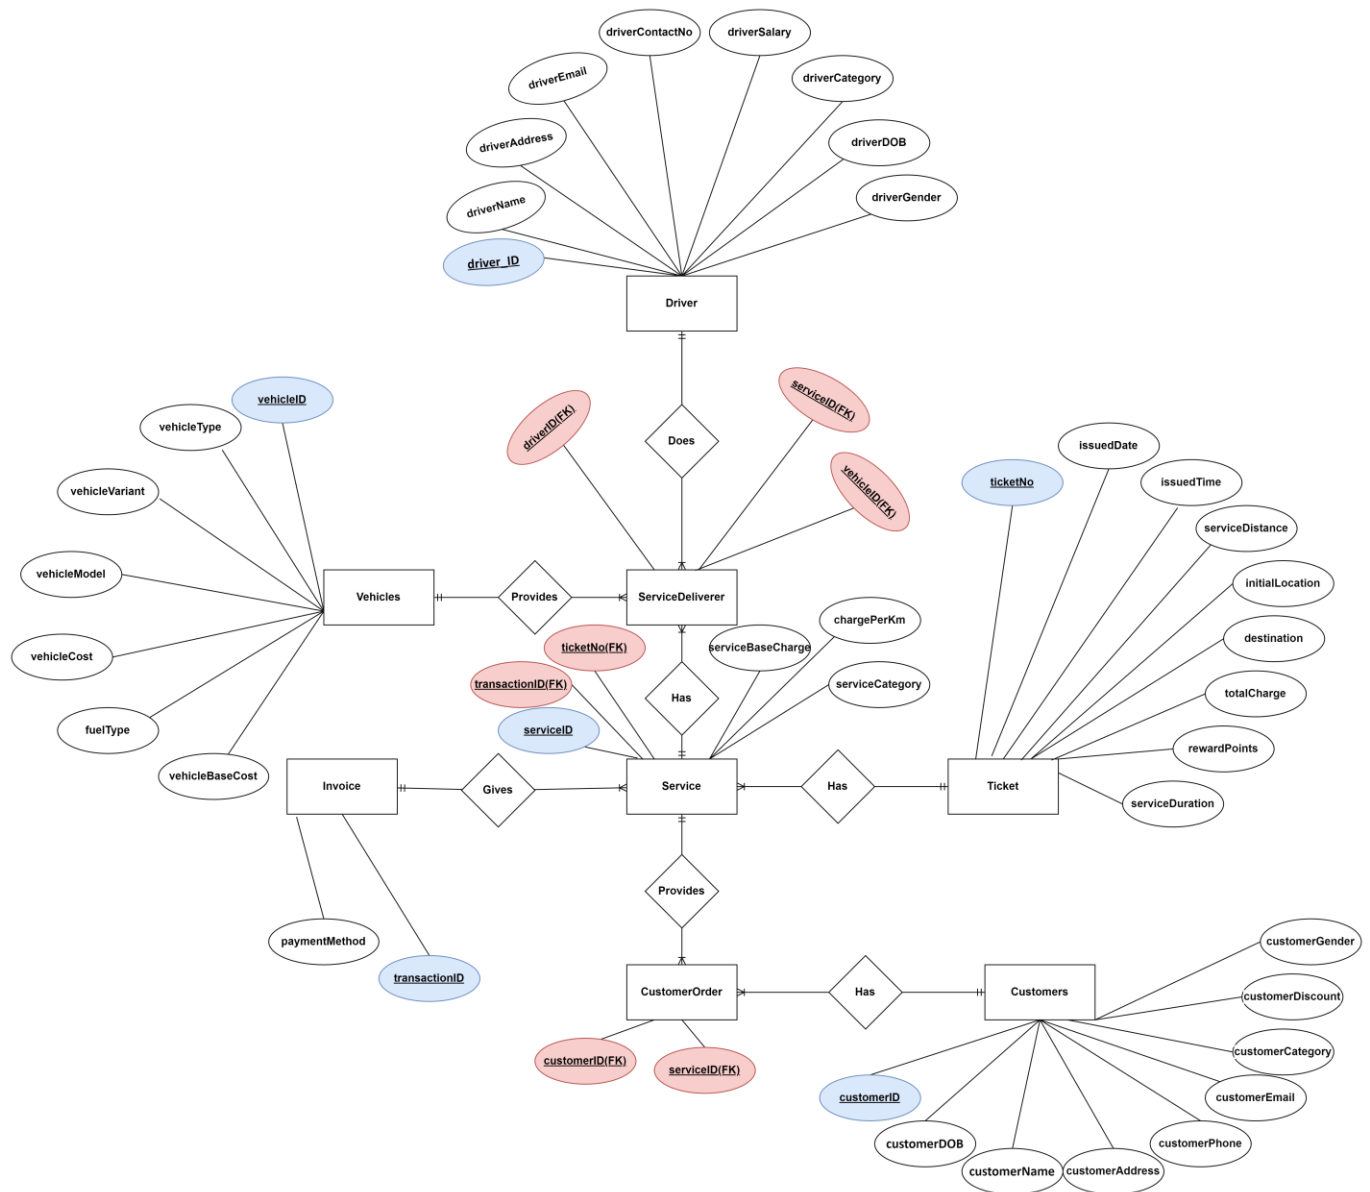 driverContactNo
driverSalary
driverEmail
driverCategory
driverAddress
driverDOB
driverName
driverGender
driver_ID
Driver
vehicleID
serviceID(FK)
driverID(FK)
vehicleType
Does
issuedDate
vehicleID(FK)
ticketNo
issuedTime
vehicleVariant
serviceDistance
vehicleModel
initialLocation
Vehicles
Provides
ServiceDeliverer
chargePerKm
destination
ticketNo(FK)
serviceBaseCharge
vehicleCost
transactionID(FK)
Has
serviceCategory
totalCharge
fuelType
serviceID
rewardPoints
vehicleBaseCost
Invoice
Gives
Service
Has
Ticket
serviceDuration
Provides
paymentMethod
customerGender
transactionID
CustomerOrder
Has
Customers
customerDiscount
customerCategory
customerID(FK)
serviceID(FK)
customerID
customerEmail
customerDOB
customerPhone
customerName
customerAddress